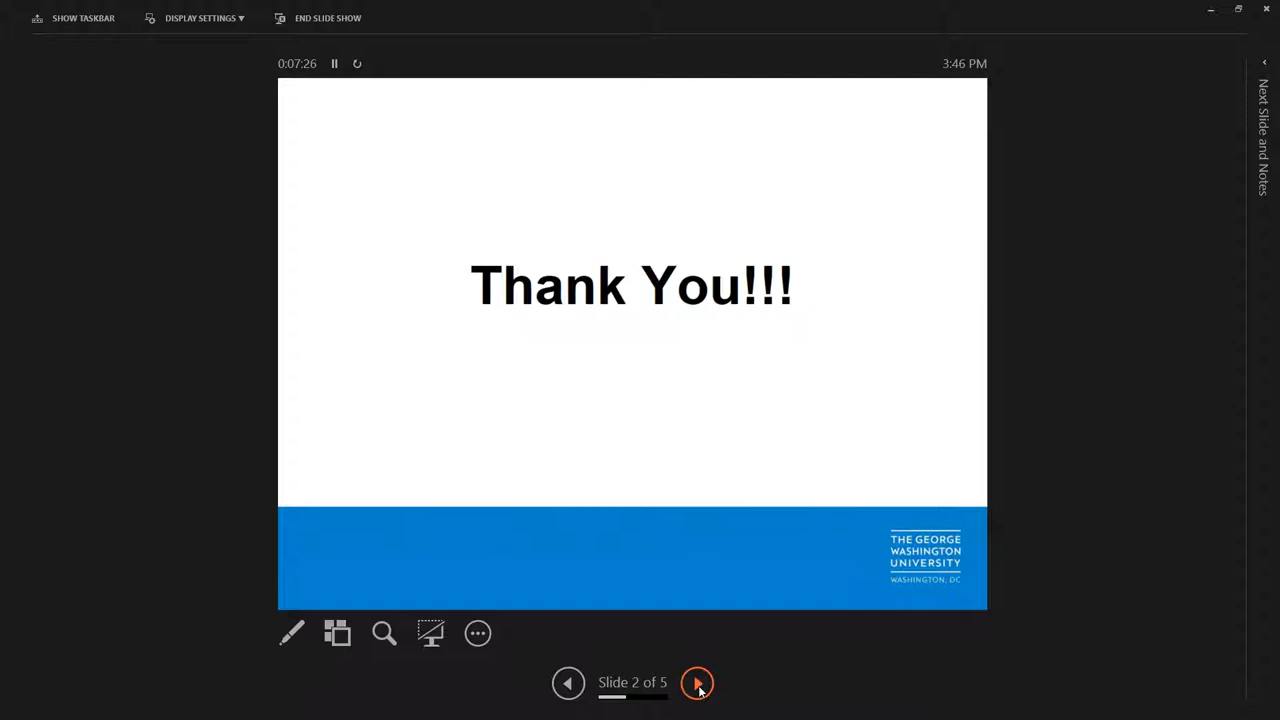 SHOW TASKBAR
DISPLAY SETTINGS ▼
END SLIDE SHOW
0:07:26
3:46 PM
Next Slide and Notes
Thank You!!!
THE GEORGE
WASHINGTON
UNIVERSITY
WASHINGTON, DC
Slide 2 of 5